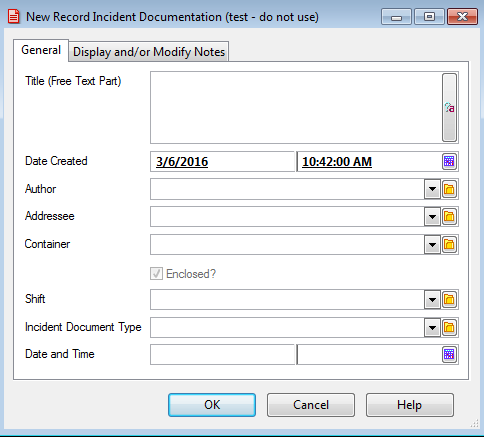 New Record Incident Documentation (test - do not use)
General
Display and/or Modify Notes
Title (Free Text Part)
a
Date Created 3/6/2016 10:42:00 AM
Author
Addressee
Container
Enclosed?
Shift
Incident Document Type
Date and Time
OK Cancel Help